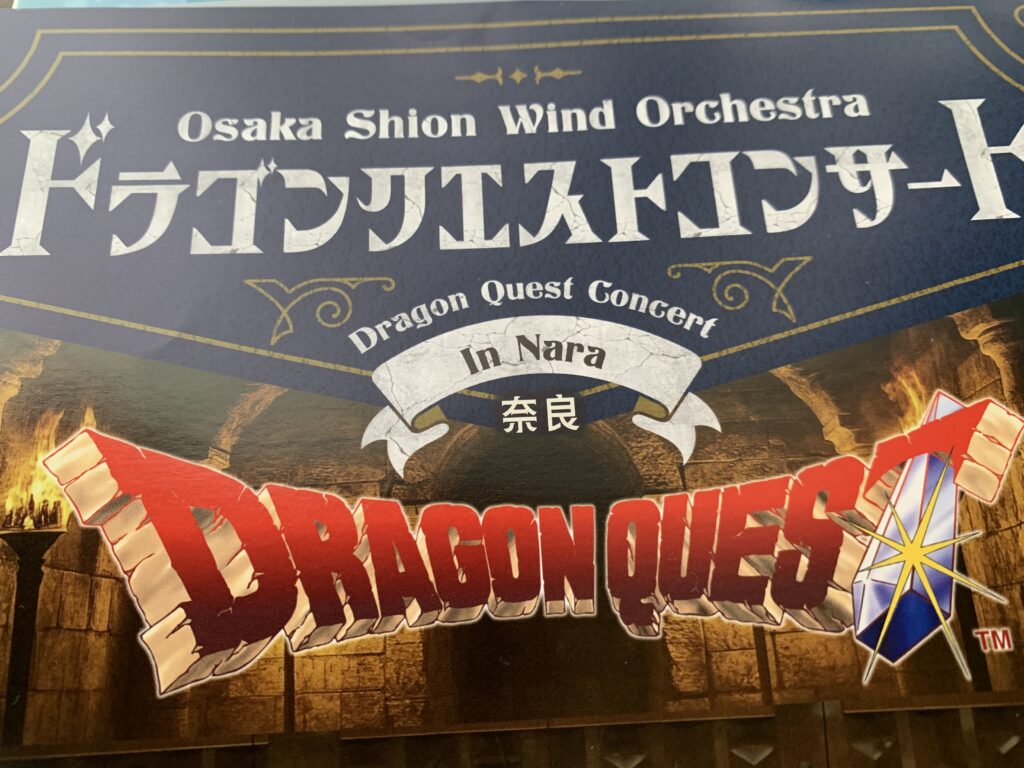 Osaka Shion Wind Orchestra
ドラゴンクエストコンサート
Dragon Quest Concert
In Nara
奈良
DRAGON QUEST
TM